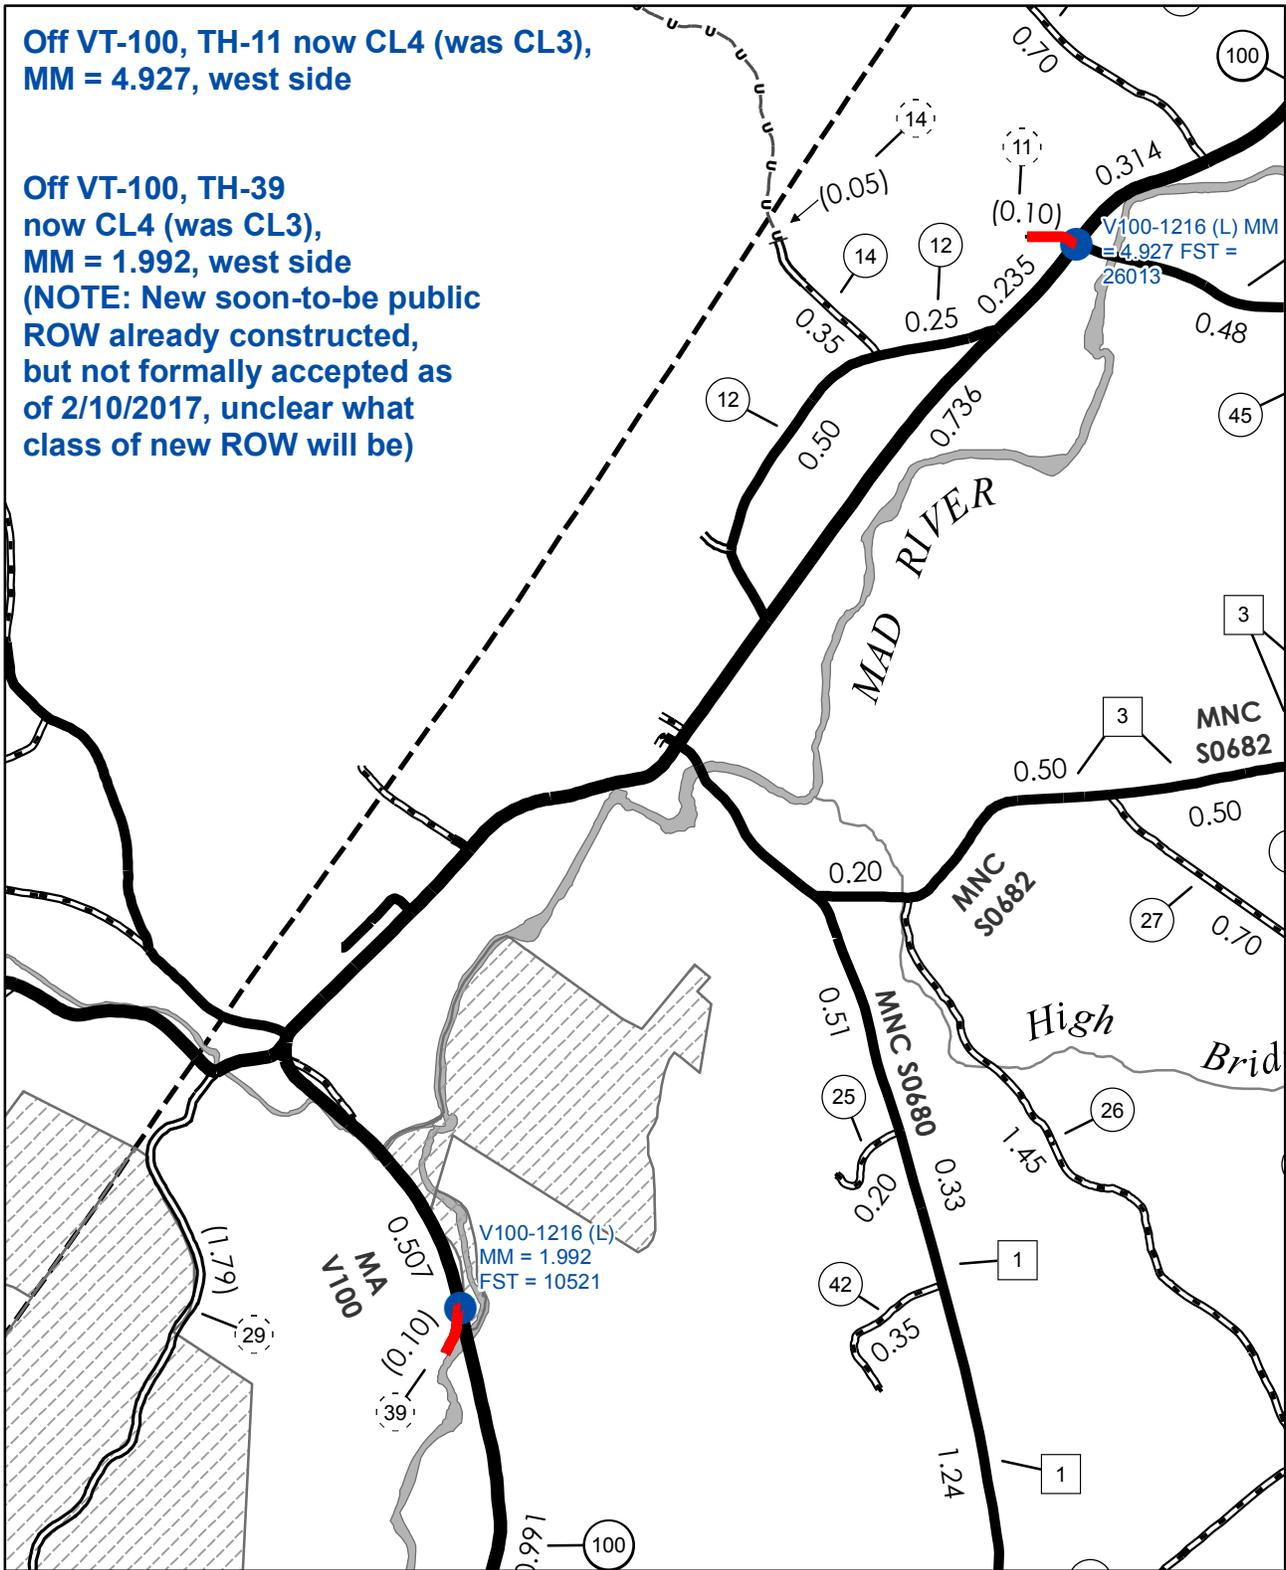 Off VT-100, TH-11 now CL4 (was CL3),
MM = 4.927, west side
Off VT-100, TH-39
now CL4 (was CL3),
MM = 1.992, west side
(NOTE: New soon-to-be public
ROW already constructed,
but not formally accepted as
of 2/10/2017, unclear what
class of new ROW will be)
0.70
100
14
11
0.314
(0.05)
(0.10)
V100-1216 (L) MM
= 4.927 FST =
26013
12
14
0.235
0.25
0.35
0.48
12
0.736
45
0.50
MAD RIVER
3
3
MNC
S0682
0.50
0.50
0.20
MNC
S0682
27
0.70
0.51
MNC S0680
High
Brid
25
26
1.45
0.20
0.33
(1.79)
0.507
MA
V100
V100-1216 (L)
MM = 1.992
FST = 10521
1
42
29
(0.10)
0.35
39
1.24
1
0.991
100